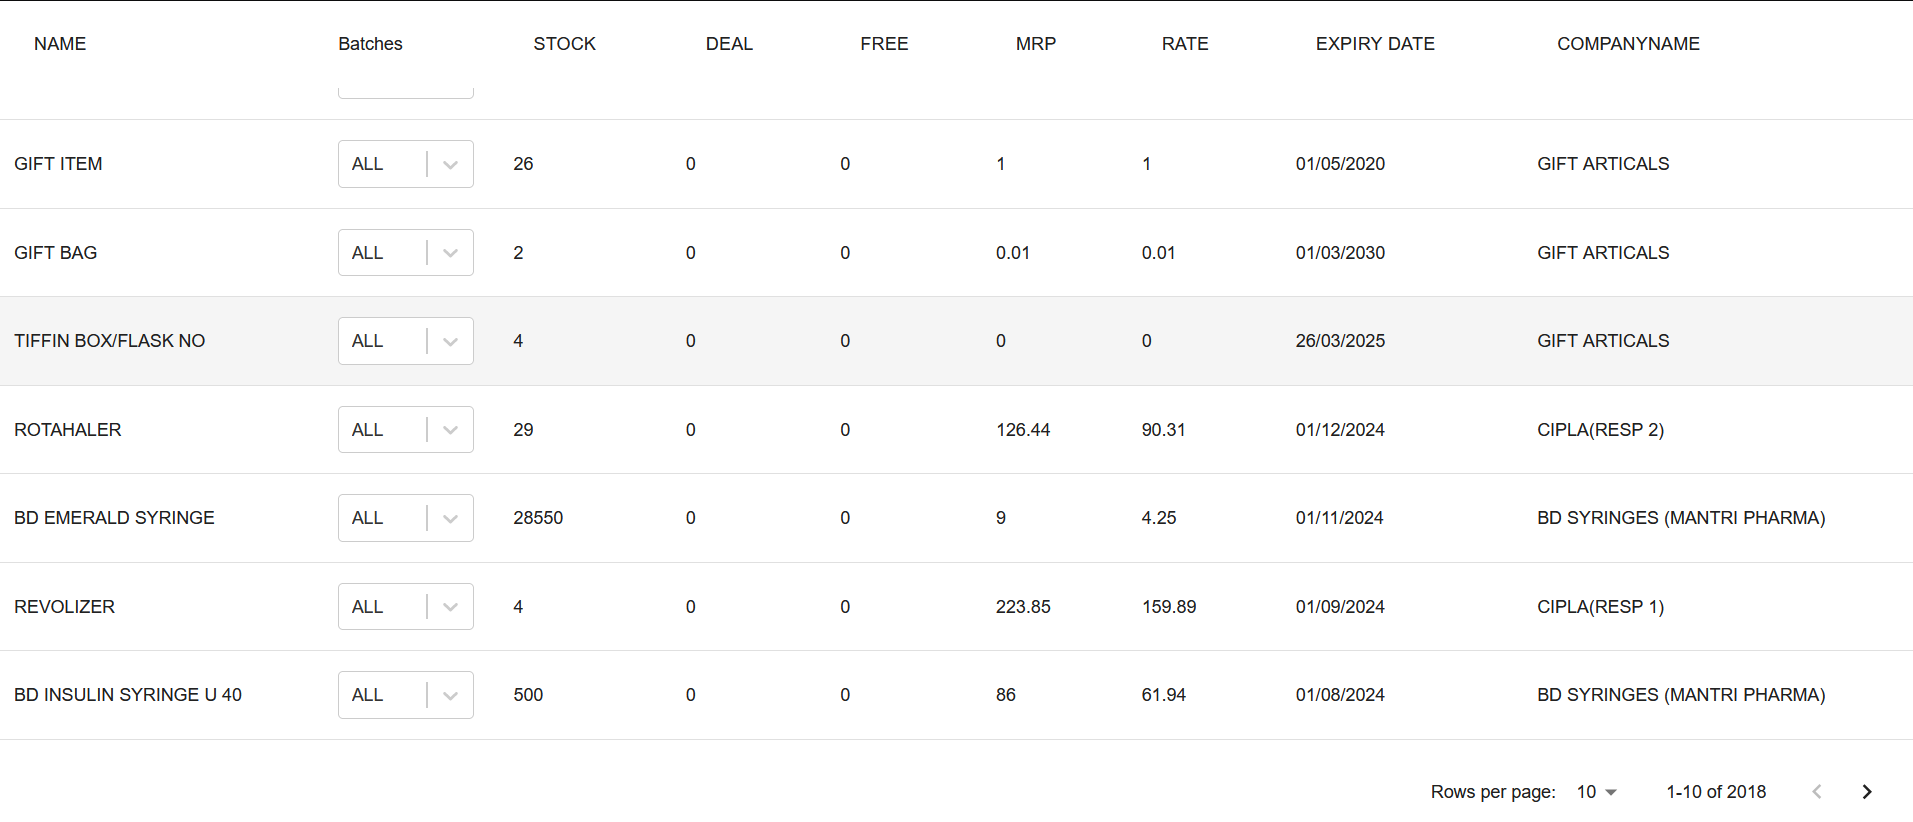 NAME Batches STOCK DEAL FREE MRP RATE EXPIRY DATE COMPANYNAME
GIFT ITEM ALL 26 0 0 1 1 01/05/2020 GIFT ARTICALS
GIFT BAG ALL 2 0 0 0.01 0.01 01/03/2030 GIFT ARTICALS
TIFFIN BOX/FLASK NO ALL 4 0 0 0 0 26/03/2025 GIFT ARTICALS
ROTAHALER ALL 29 0 0 126.44 90.31 01/12/2024 CIPLA(RESP 2)
BD EMERALD SYRINGE ALL 28550 0 0 9 4.25 01/11/2024 BD SYRINGES (MANTRI PHARMA)
REVOLIZER ALL 4 0 0 223.85 159.89 01/09/2024 CIPLA(RESP 1)
BD INSULIN SYRINGE U 40 ALL 500 0 0 86 61.94 01/08/2024 BD SYRINGES (MANTRI PHARMA)
Rows per page: 10 1-10 of 2018